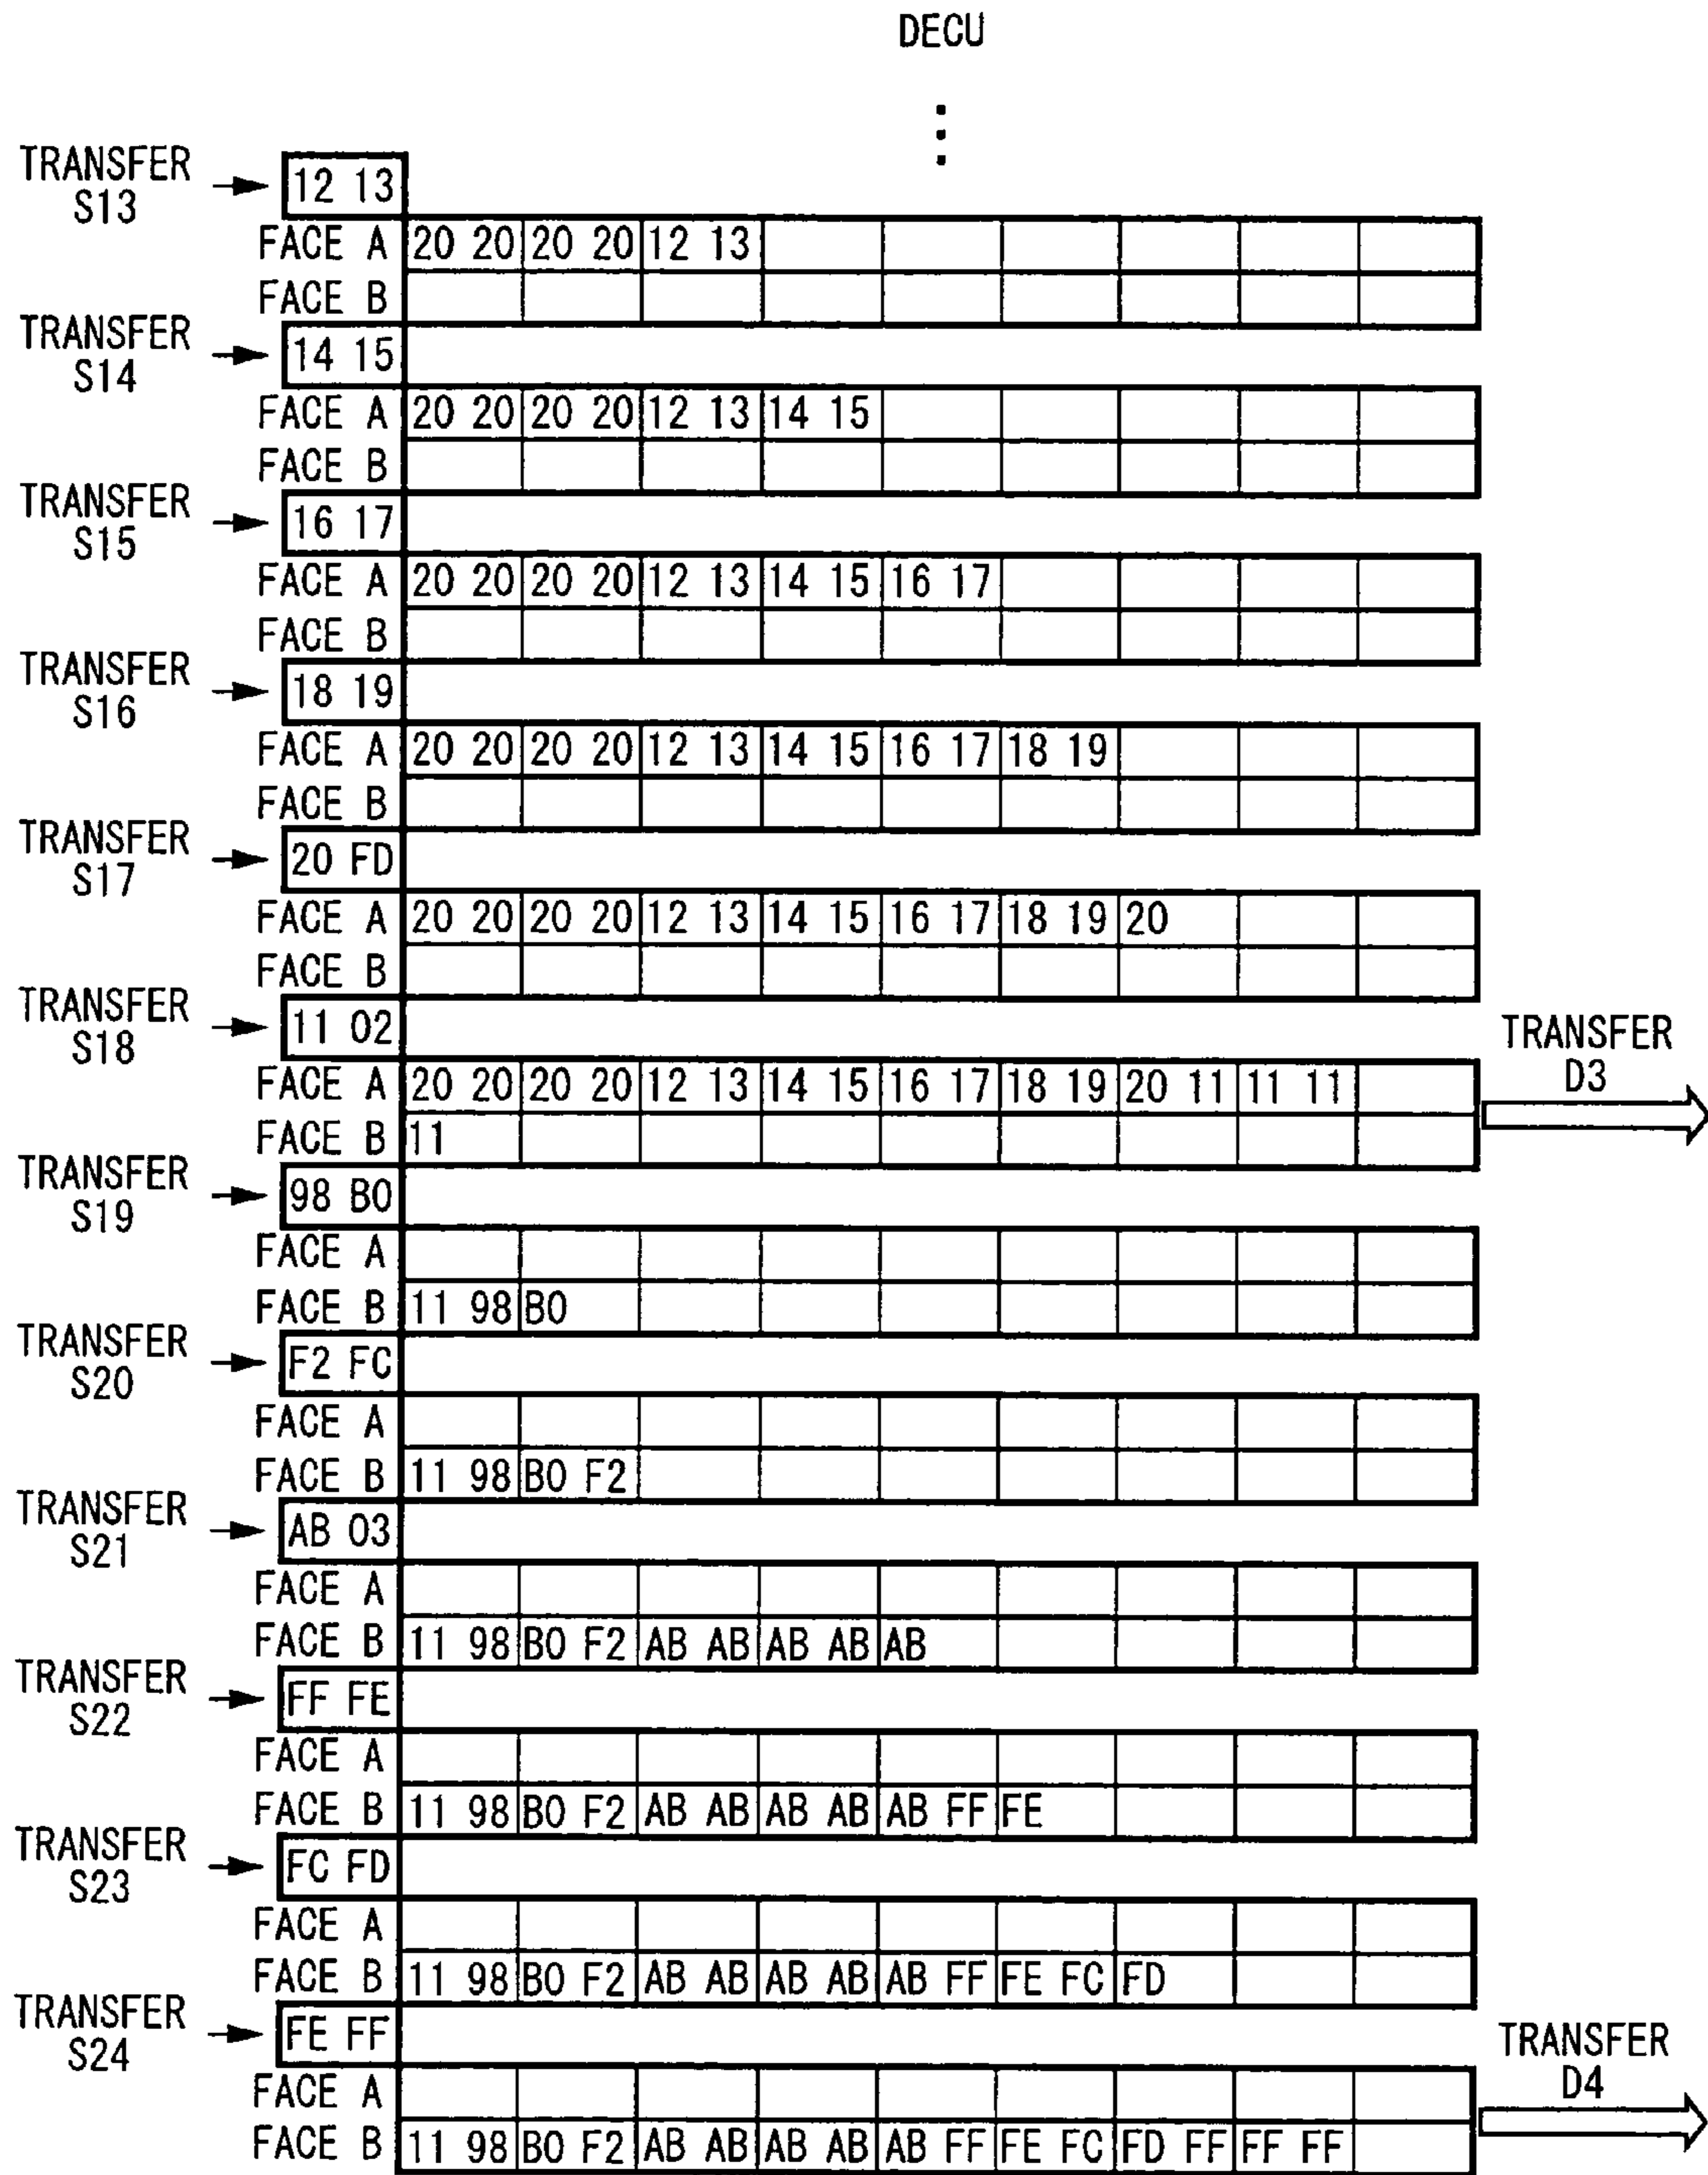 DECU
TRANSFER
S13
12 13
FACE A 20 20 20 20 12 13
FACE B
TRANSFER
S14
14 15
FACE A 20 20 20 20 12 13 14 15
FACE B
TRANSFER
S15
16 17
FACE A 20 20 20 20 12 13 14 15 16 17
FACE B
TRANSFER
S16
18 19
FACE A 20 20 20 20 12 13 14 15 16 17 18 19
FACE B
TRANSFER
S17
20 FD
FACE A 20 20 20 20 12 13 14 15 16 17 18 19 20
FACE B
TRANSFER
S18
11 02
FACE A 20 20 20 20 12 13 14 15 16 17 18 19 20 11 11 11
FACE B 11
TRANSFER
D3
TRANSFER
S19
98 B0
FACE A
FACE B 11 98 B0
TRANSFER
S20
F2 FC
FACE A
FACE B 11 98 B0 F2
TRANSFER
S21
AB 03
FACE A
FACE B 11 98 B0 F2 AB AB AB AB AB
TRANSFER
S22
FF FE
FACE A
FACE B 11 98 B0 F2 AB AB AB AB AB FF FE
TRANSFER
S23
FC FD
FACE A
FACE B 11 98 B0 F2 AB AB AB AB AB FF FE FC FD
TRANSFER
S24
FE FF
FACE A
FACE B 11 98 B0 F2 AB AB AB AB AB FF FE FC FD FF FF FF
TRANSFER
D4